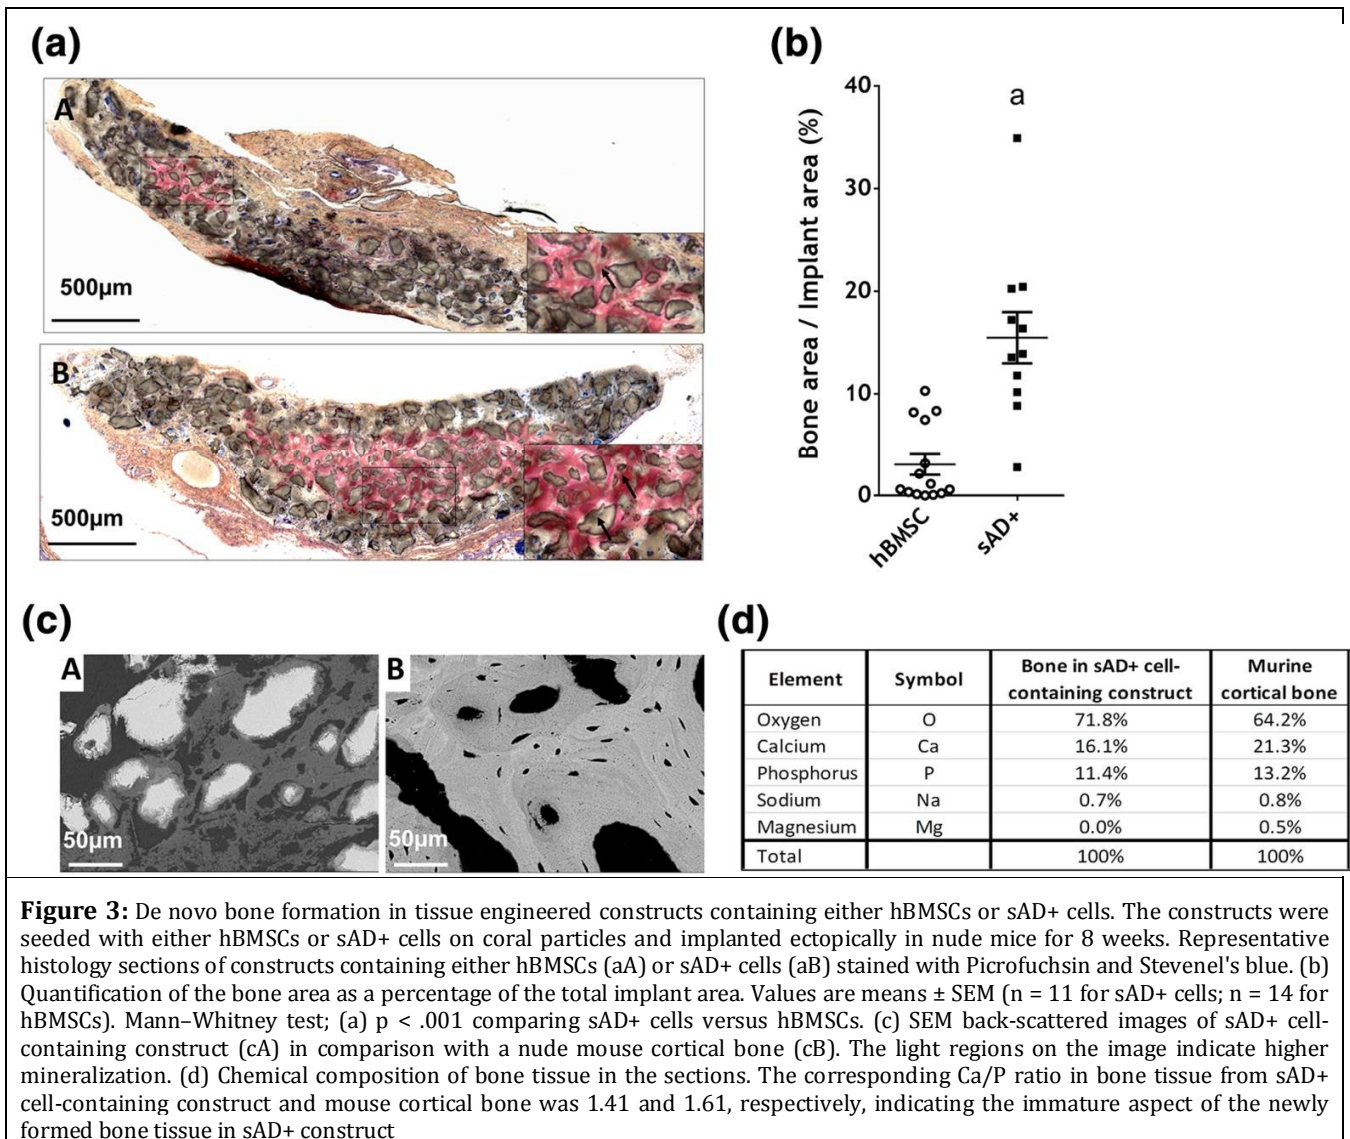 (a)
A
500µm
B
500µm
(b)
Bone area / Implant area (%)
40
30
20
10
0
a
hBMSC
sAD+
(c)
A
50µm
B
50µm
(d)
Element Symbol Bone in sAD+ cell-containing construct Murine cortical bone
Oxygen O 71.8% 64.2%
Calcium Ca 16.1% 21.3%
Phosphorus P 11.4% 13.2%
Sodium Na 0.7% 0.8%
Magnesium Mg 0.0% 0.5%
Total 100% 100%
Figure 3: De novo bone formation in tissue engineered constructs containing either hBMSCs or sAD+ cells. The constructs were
seeded with either hBMSCs or sAD+ cells on coral particles and implanted ectopically in nude mice for 8 weeks. Representative
histology sections of constructs containing either hBMSCs (aA) or sAD+ cells (aB) stained with Picrofuchsin and Stevenel's blue. (b)
Quantification of the bone area as a percentage of the total implant area. Values are means ± SEM (n = 11 for sAD+ cells; n = 14 for
hBMSCs). Mann–Whitney test; (a) p < .001 comparing sAD+ cells versus hBMSCs. (c) SEM back-scattered images of sAD+ cell-
containing construct (cA) in comparison with a nude mouse cortical bone (cB). The light regions on the image indicate higher
mineralization. (d) Chemical composition of bone tissue in the sections. The corresponding Ca/P ratio in bone tissue from sAD+
cell-containing construct and mouse cortical bone was 1.41 and 1.61, respectively, indicating the immature aspect of the newly
formed bone tissue in sAD+ construct